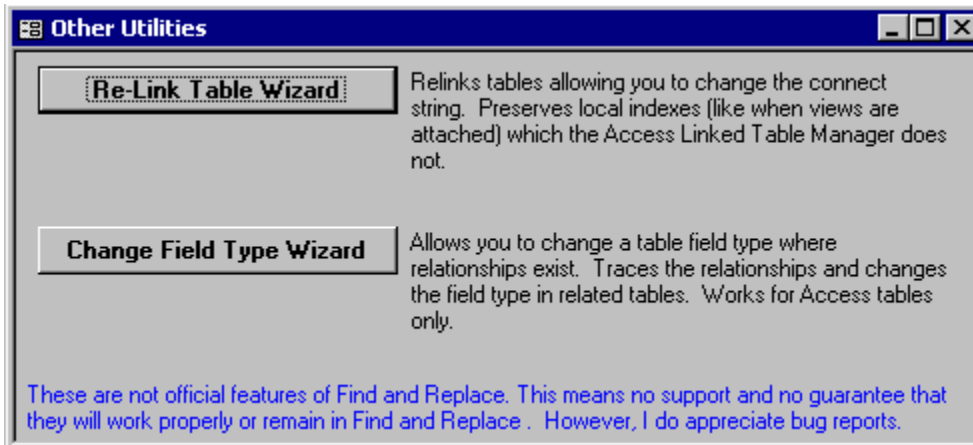 Other Utilities
Re-Link Table Wizard
Relinks tables allowing you to change the connect
string.  Preserves local indexes (like when views are
attached) which the Access Linked Table Manager does
not.
Change Field Type Wizard
Allows you to change a table field type where
relationships exist.  Traces the relationships and changes
the field type in related tables.  Works for Access tables
only.
These are not official features of Find and Replace. This means no support and no guarantee that
they will work properly or remain in Find and Replace .  However, I do appreciate bug reports.